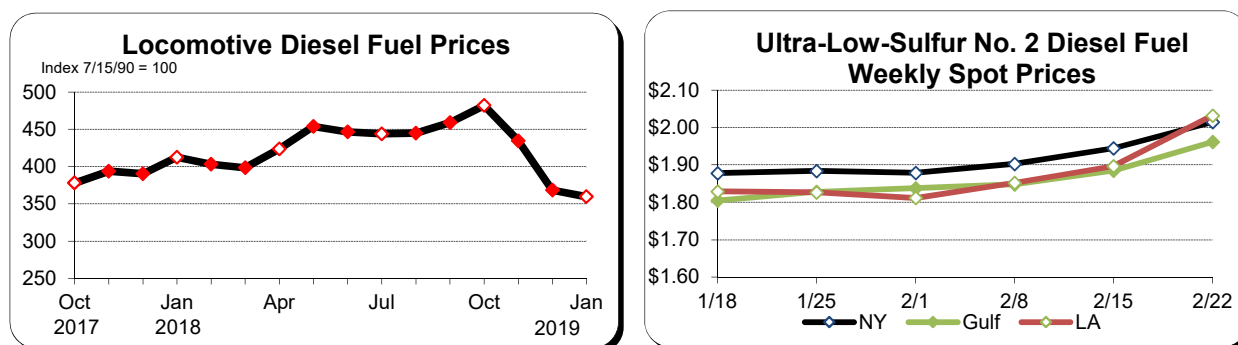 Locomotive Diesel Fuel Prices
Index 7/15/90 = 100
500
450
400
350
300
250
Oct Jan Apr Jul Oct Jan
2017 2018 2019
Ultra-Low-Sulfur No. 2 Diesel Fuel
Weekly Spot Prices
$2.10
$2.00
$1.90
$1.80
$1.70
$1.60
1/18 1/25 2/1 2/8 2/15 2/22
NY Gulf LA